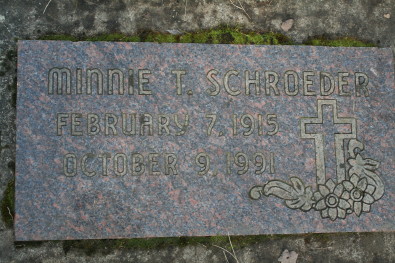 MINNIE T. SCHROEDER
FEBRUARY 7, 1915
OCTOBER 9, 1991